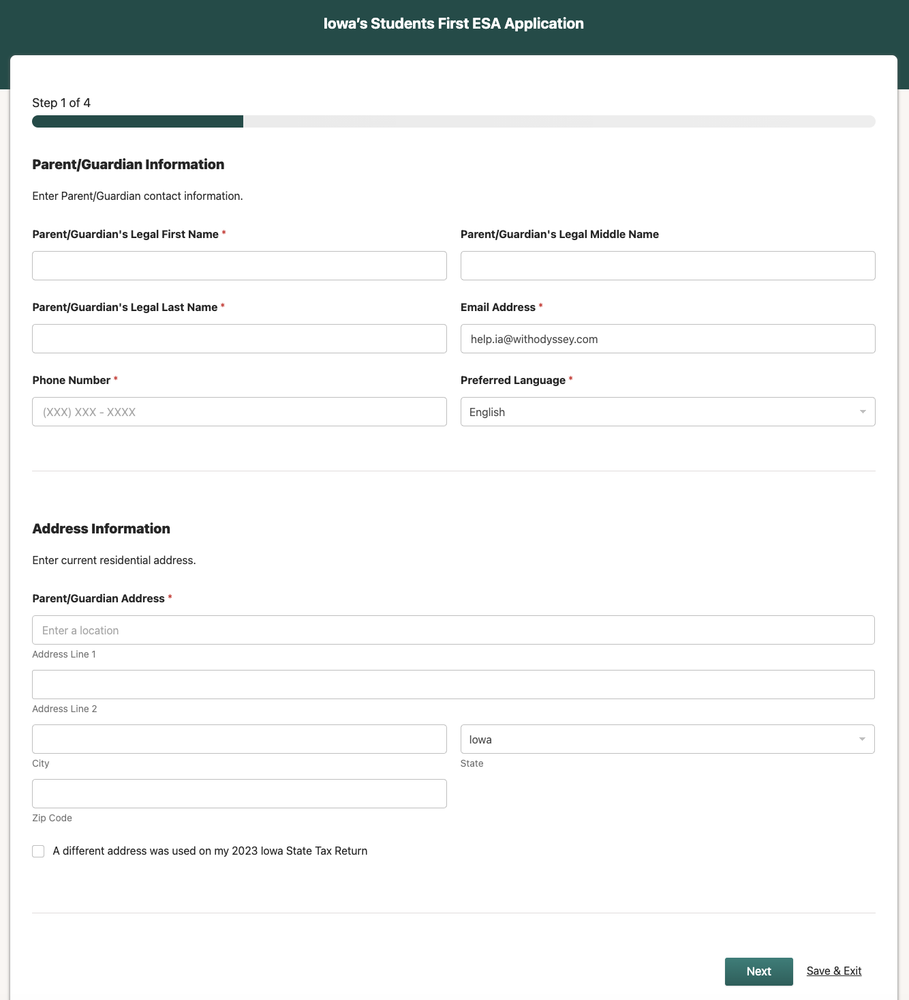 Iowa’s Students First ESA Application
Step 1 of 4
Parent/Guardian Information
Enter Parent/Guardian contact information.
Parent/Guardian's Legal First Name *
Parent/Guardian's Legal Middle Name
Parent/Guardian's Legal Last Name *
Email Address *
help.ia@withodyssey.com
Phone Number *
Preferred Language *
(XXX) XXX - XXXX
English
Address Information
Enter current residential address.
Parent/Guardian Address *
Enter a location
Address Line 1
Address Line 2
Iowa
City
State
Zip Code
A different address was used on my 2023 Iowa State Tax Return
Next
Save & Exit